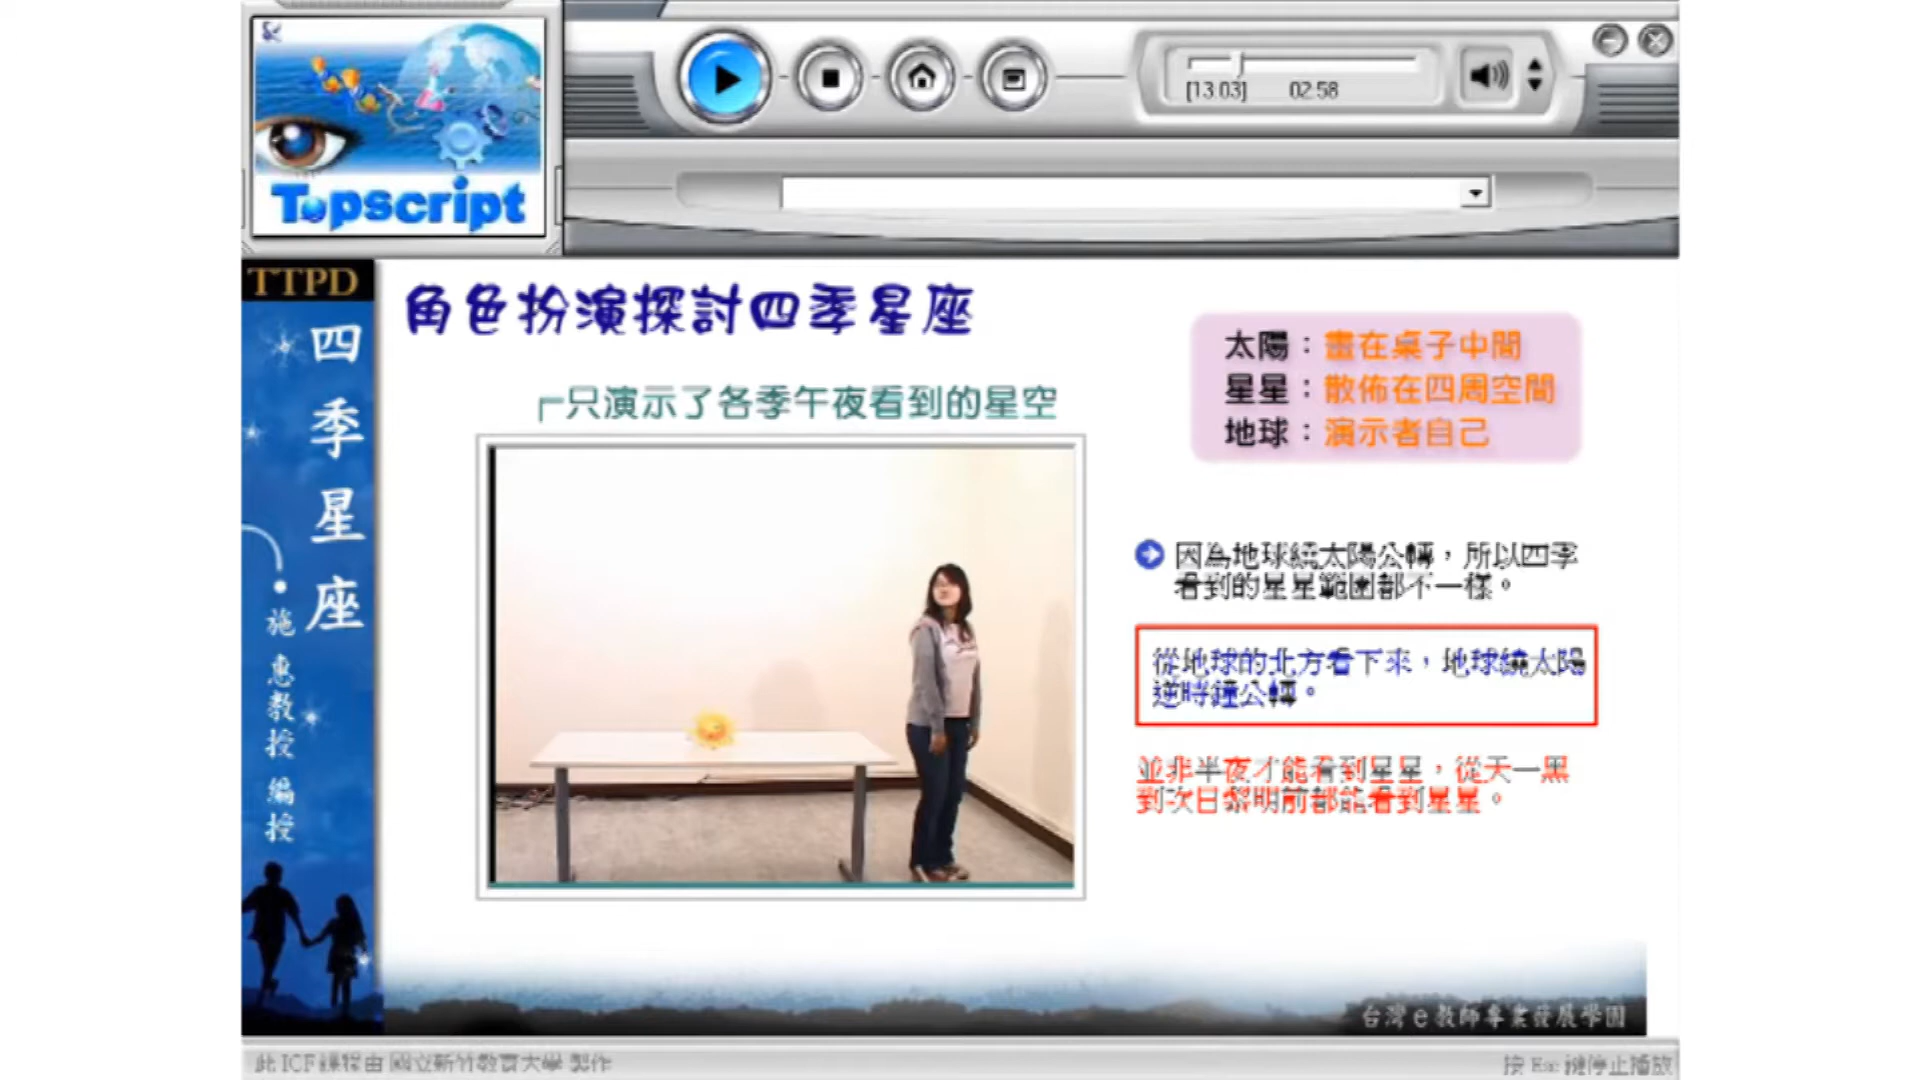 Topscript
[13:03] 02:58
TTPD
四季星座
施惠教授 編授
角色扮演探討四季星座
只演示了各季午夜看到的星空
太陽：畫在桌子中間
星星：散佈在四周空間
地球：演示者自己
因為地球繞太陽公轉，所以四季
看到的星星範圍都不一樣。
從地球的北方看下來，地球繞太陽
逆時鐘公轉。
並非半夜才能看到星星，從天一黑
到次日黎明前都能看到星星。
台灣e教師專業發展學園
此 ICF 課程由 國立新竹教育大學 製作
按 Esc 鍵停止播放